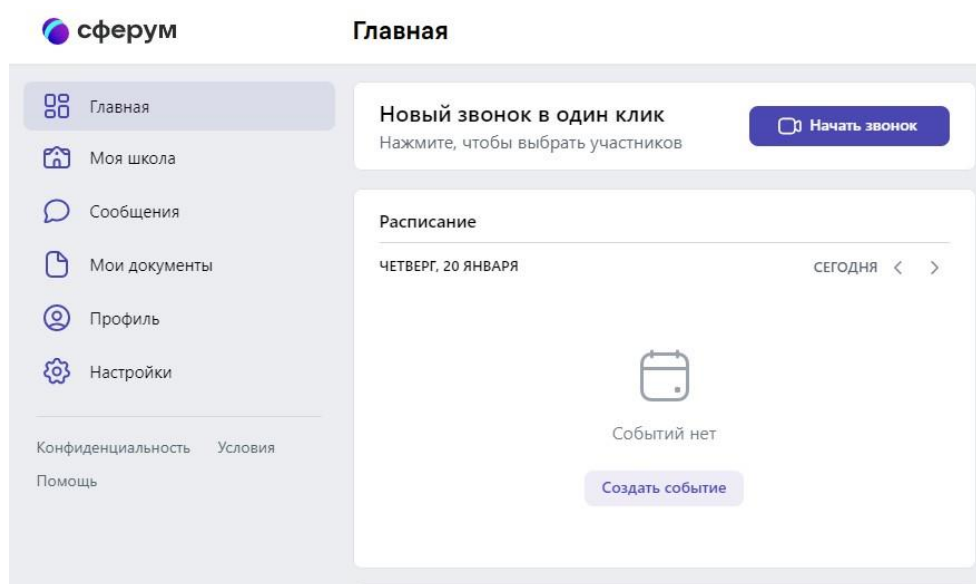 сферум
Главная
Главная
Моя школа
Сообщения
Мои документы
Профиль
Настройки
Конфиденциальность Условия
Помощь
Новый звонок в один клик
Нажмите, чтобы выбрать участников
Начать звонок
Расписание
ЧЕТВЕРГ, 20 ЯНВАРЯ
СЕГОДНЯ
Событий нет
Создать событие